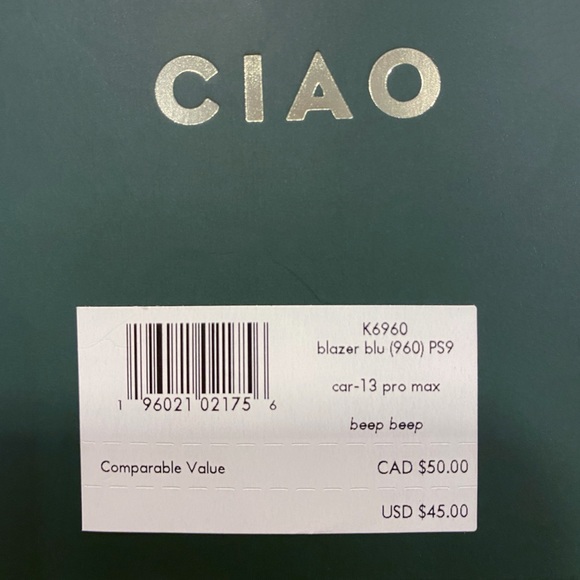 CIAO
K6960
blazer blu (960) PS9
car-13 pro max
beep beep
1 96021 02175 6
Comparable Value CAD $50.00
USD $45.00